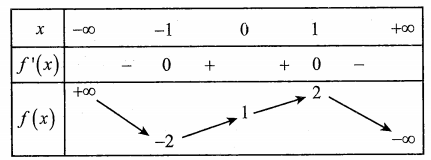 x −∞ −1 0 1 +∞
f'(x) − 0 + + 0 −
f(x) +∞ −2 1 2 −∞